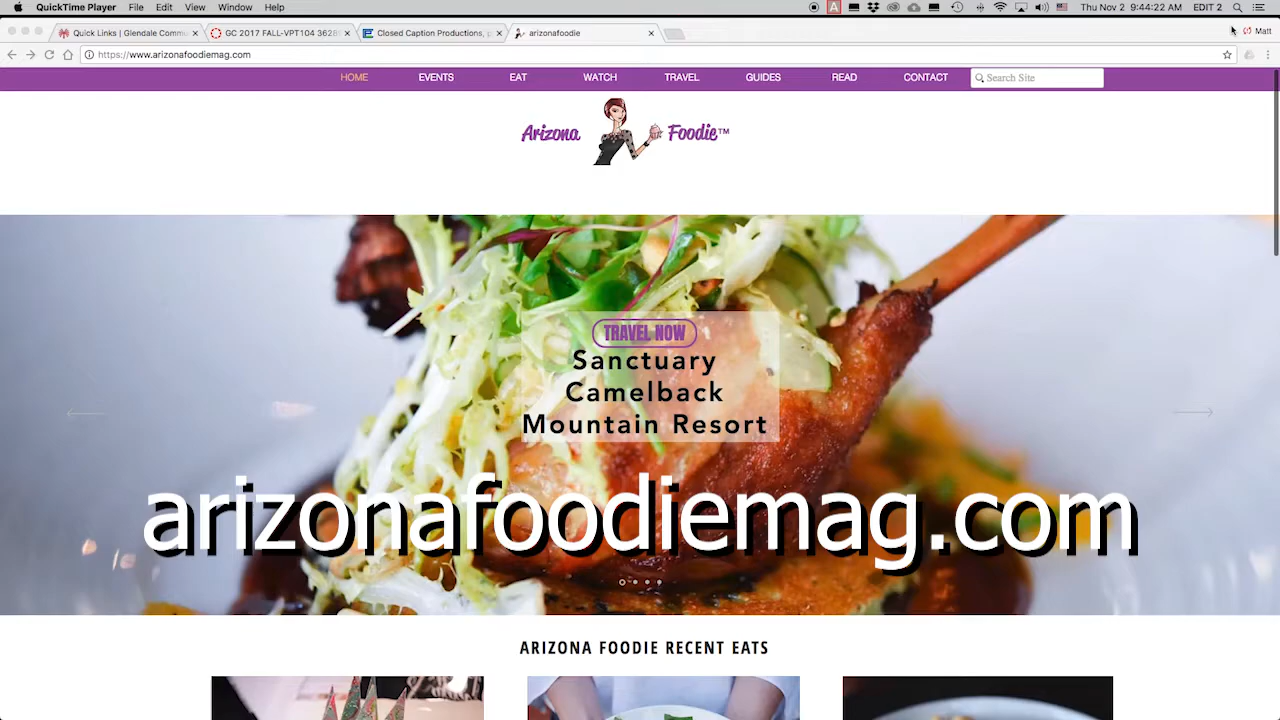 QuickTime Player File Edit View Window Help
Thu Nov 2 9:44:22 AM EDIT 2
Quick Links | Glendale Commu
GC 2017 FALL-VPT104 3628
Closed Caption Productions,
arizonafoodie
Matt
https://www.arizonafoodiemag.com
HOME EVENTS EAT WATCH TRAVEL GUIDES READ CONTACT Search Site
Arizona Foodie™
TRAVEL NOW
Sanctuary
Camelback
Mountain Resort
arizonafoodiemag.com
ARIZONA FOODIE RECENT EATS